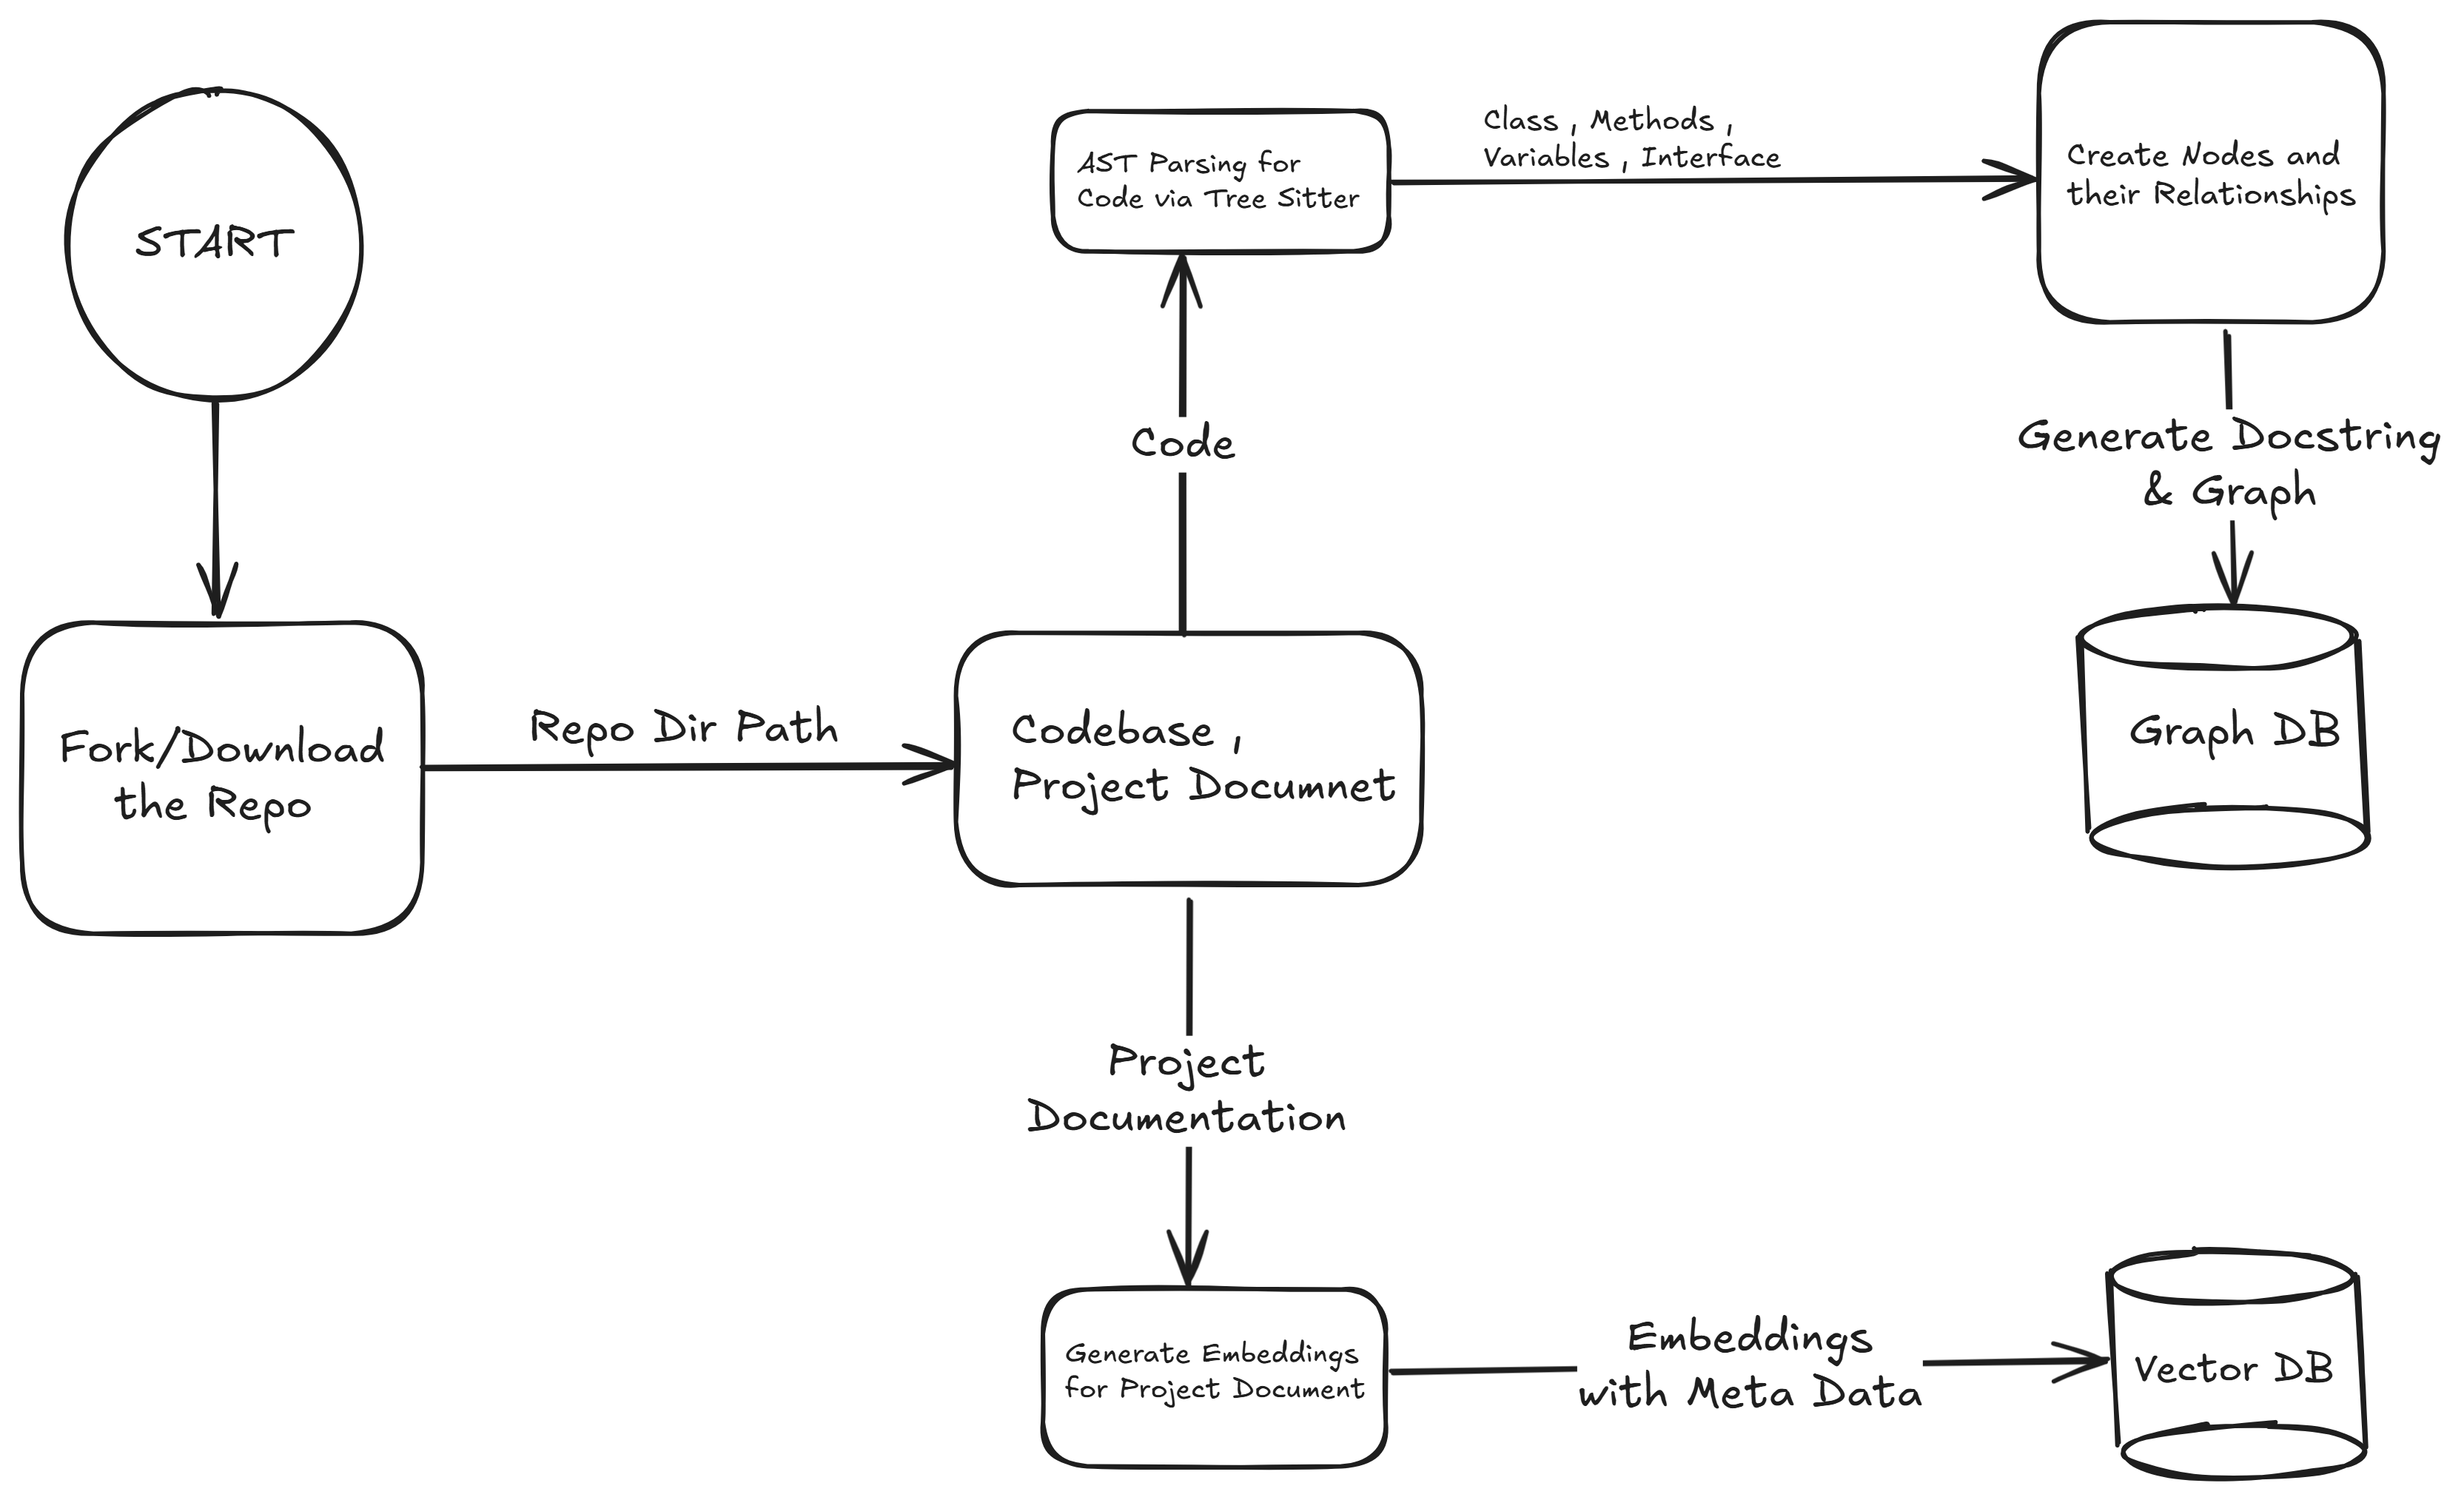 START
Fork/Download
the Repo
Repo Dir Path
Codebase ,
Project Documnet
Code
AST Parsing for
Code via Tree Sitter
Class , Methods ,
Variables , Interface
Create Nodes and
their Relationships
Generate Docstring
& Graph
Graph DB
Project
Documentation
Generate Embeddings
for Project Document
Embeddings
with Meta Data
Vector DB